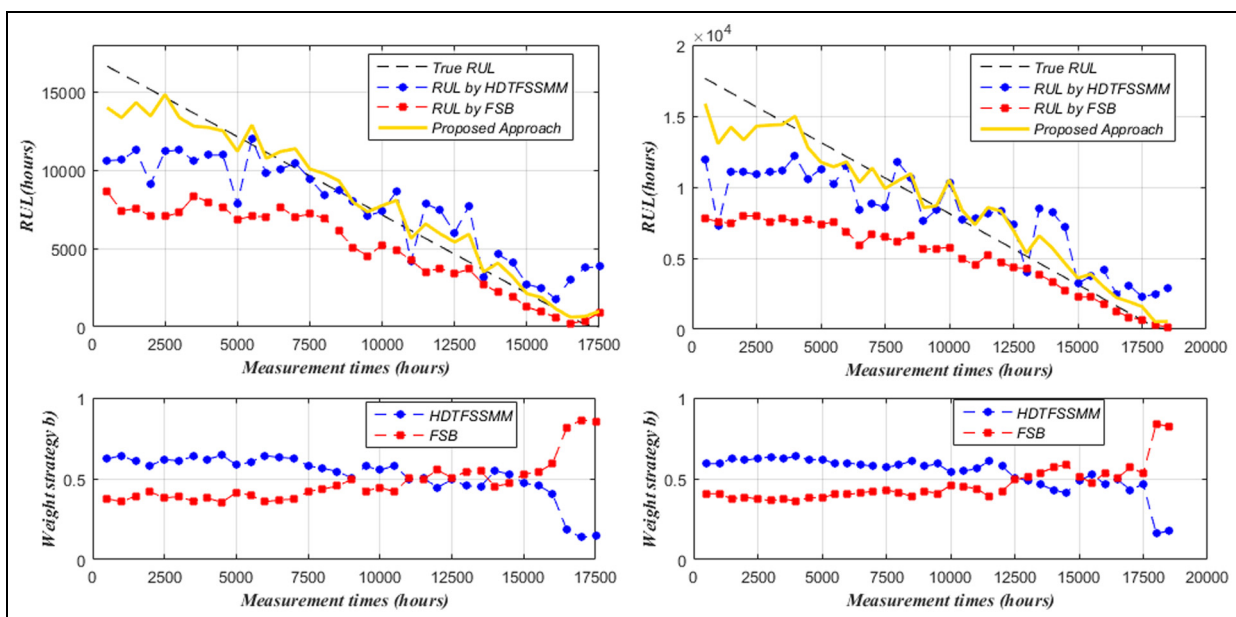 True RUL
RUL by HDTFSSMM
RUL by FSB
Proposed Approach
RUL(hours)
15000
10000
5000
0
0 2500 5000 7500 10000 12500 15000 17500
Measurement times (hours)
×10⁴
True RUL
RUL by HDTFSSMM
RUL by FSB
Proposed Approach
RUL(hours)
2
1.5
1
0.5
0
0 2500 5000 7500 10000 12500 15000 17500 20000
Measurement times (hours)
HDTFSSMM
FSB
Weight strategy b)
1
0.5
0
0 2500 5000 7500 10000 12500 15000 17500
Measurement times (hours)
HDTFSSMM
FSB
Weight strategy b)
1
0.5
0
0 2500 5000 7500 10000 12500 15000 17500 20000
Measurement times (hours)